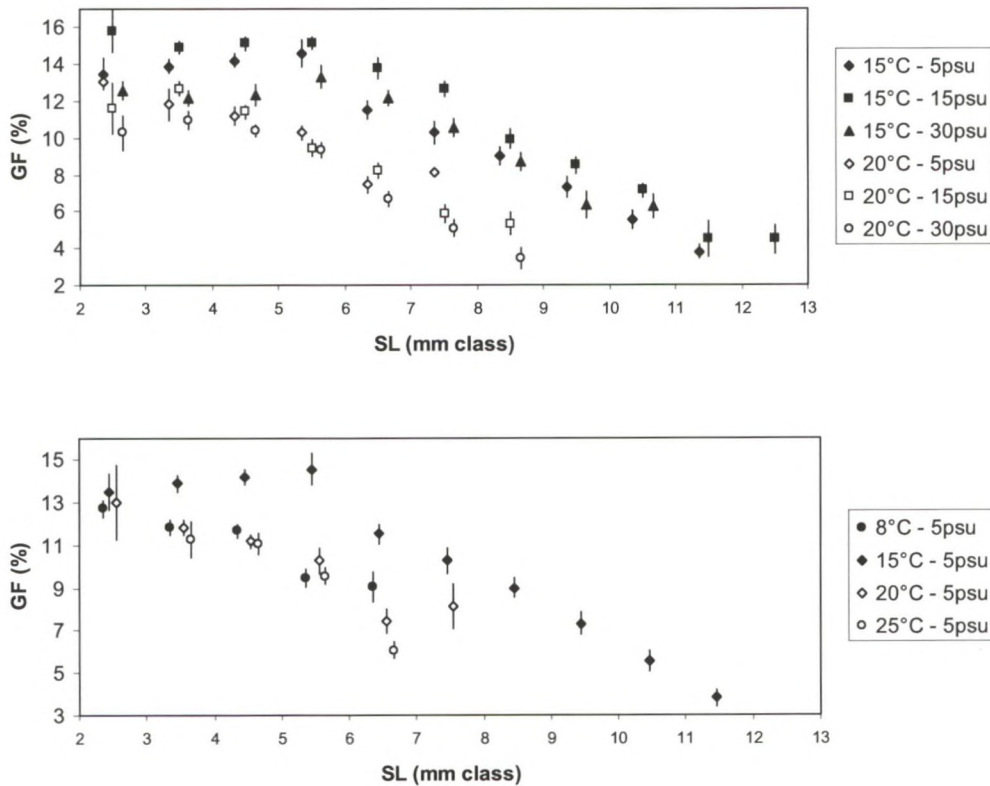 16
14
12
10
8
6
4
2
GF (%)
2 3 4 5 6 7 8 9 10 11 12 13
SL (mm class)
15°C - 5psu
15°C - 15psu
15°C - 30psu
20°C - 5psu
20°C - 15psu
20°C - 30psu
15
13
11
9
7
5
3
GF (%)
2 3 4 5 6 7 8 9 10 11 12 13
SL (mm class)
8°C - 5psu
15°C - 5psu
20°C - 5psu
25°C - 5psu